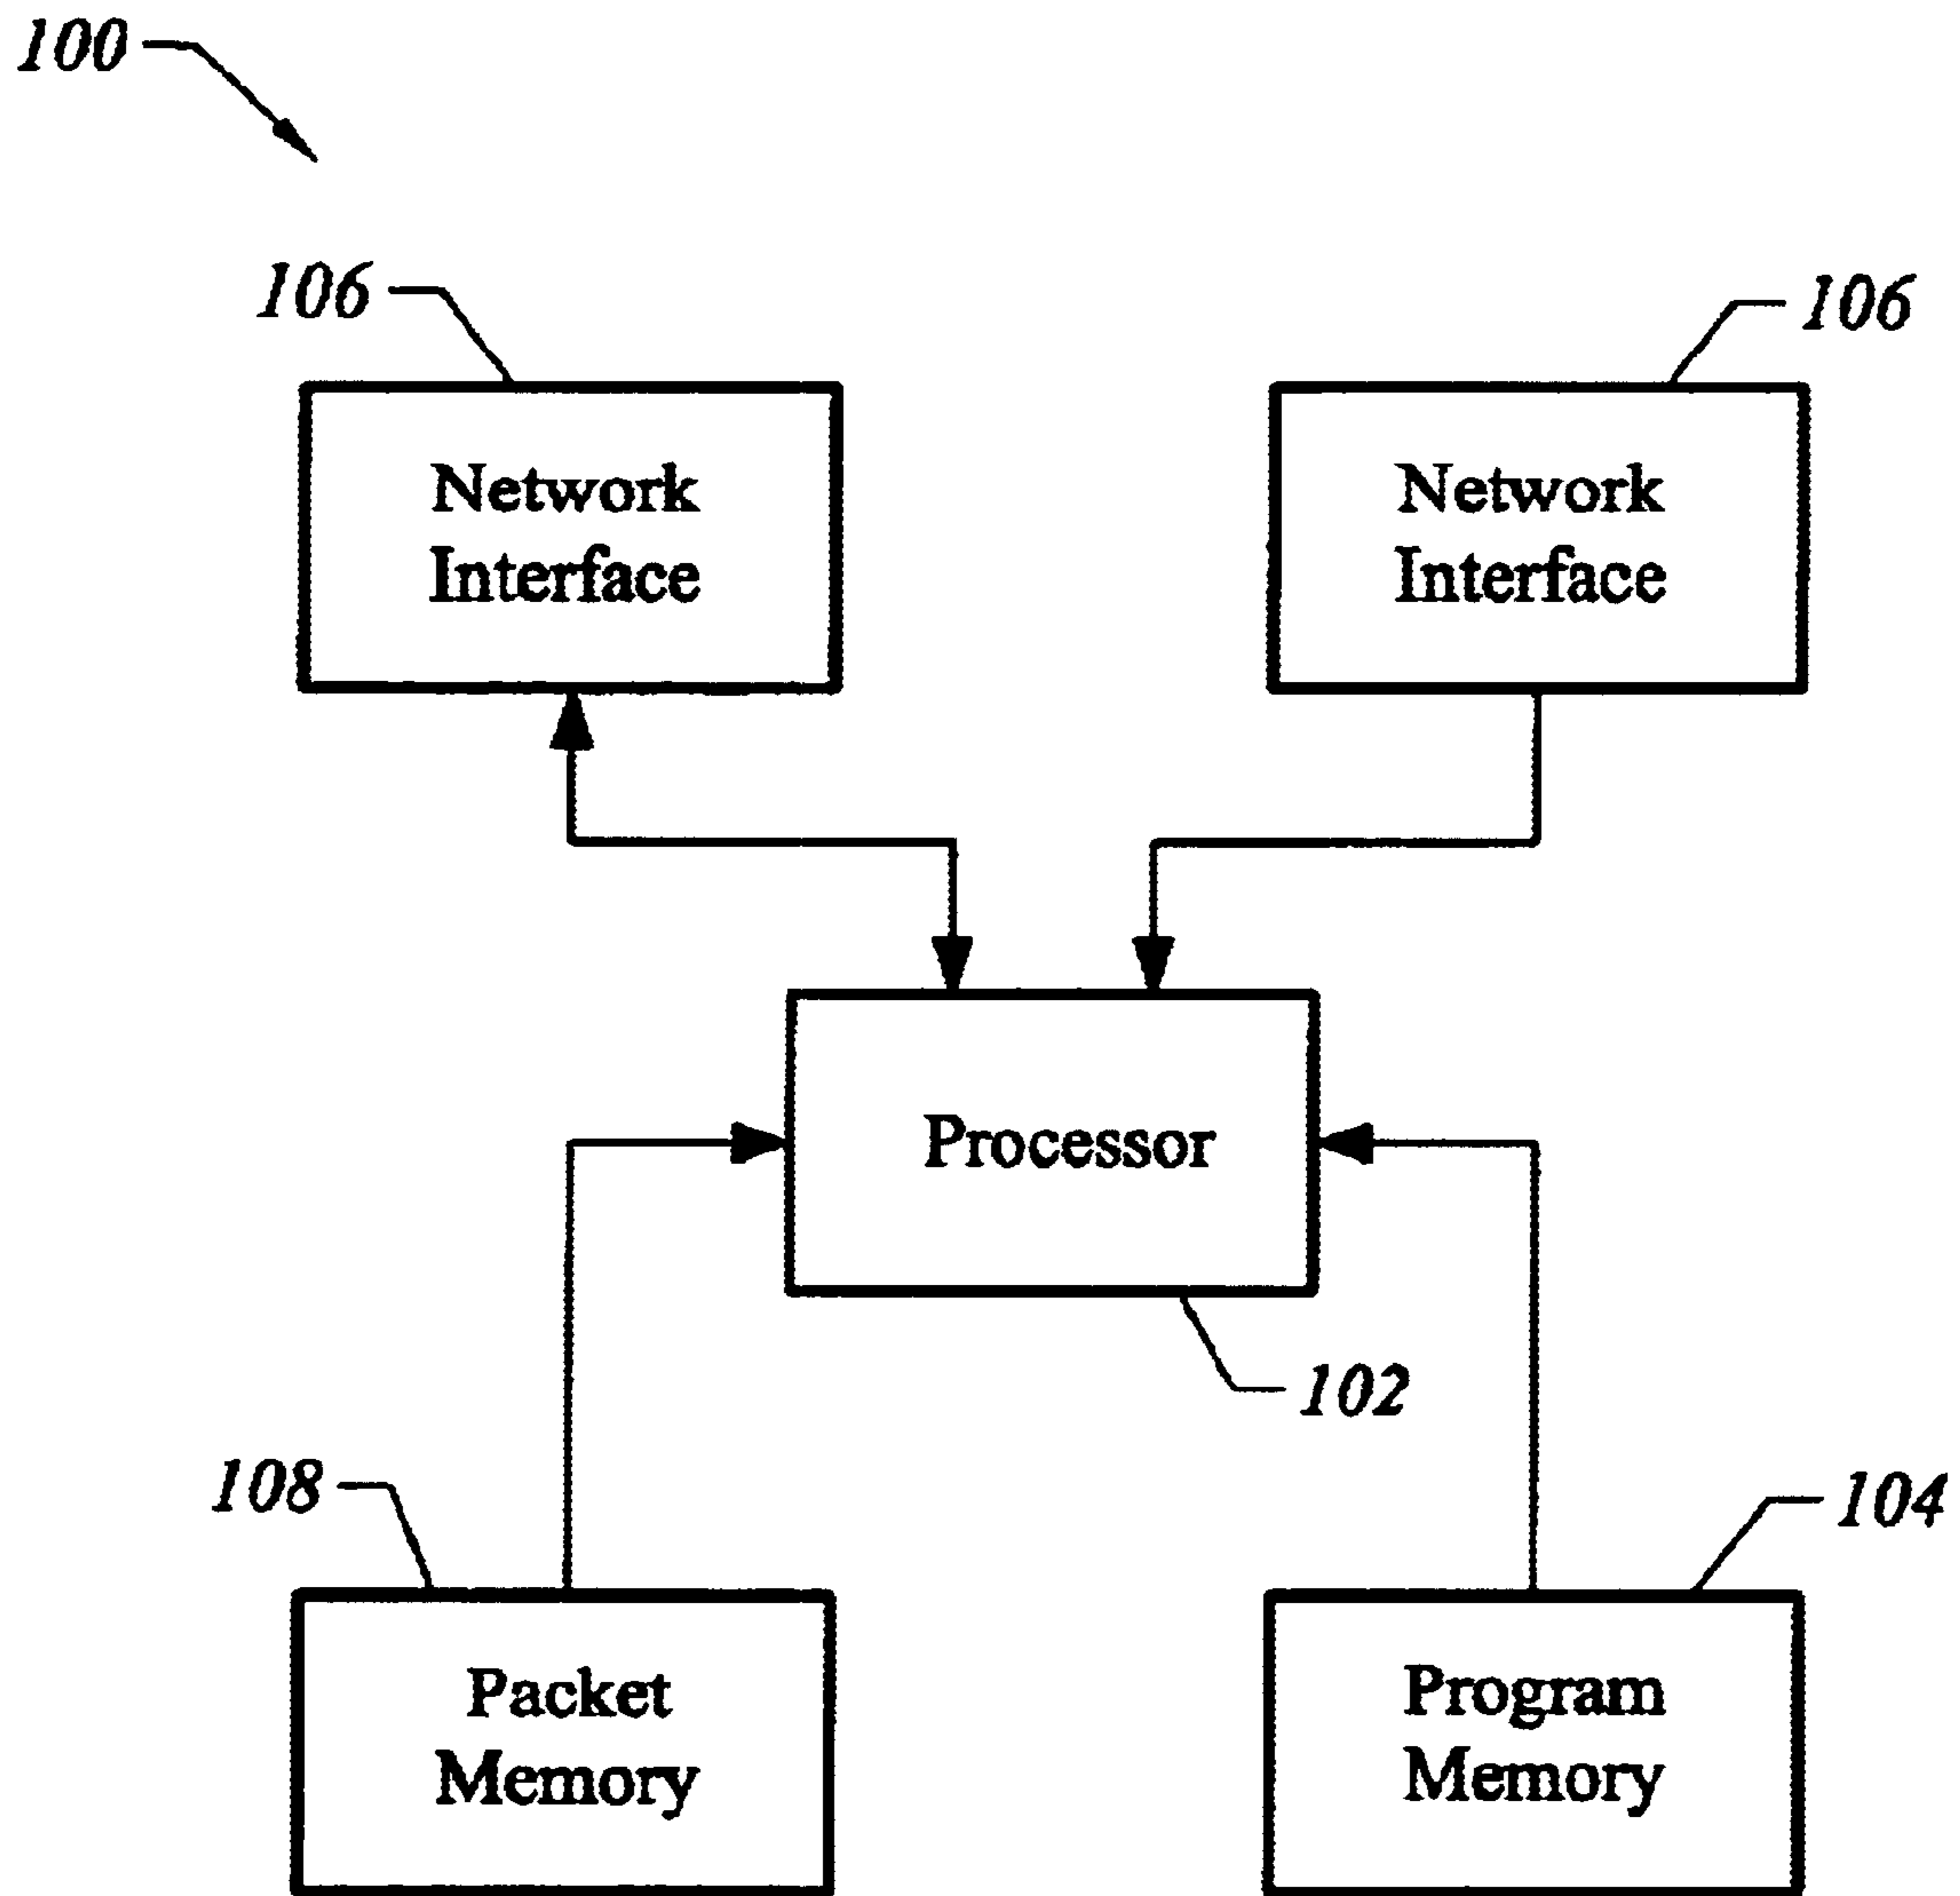 100
106
106
Network
Interface
Network
Interface
Processor
102
108
104
Packet
Memory
Program
Memory